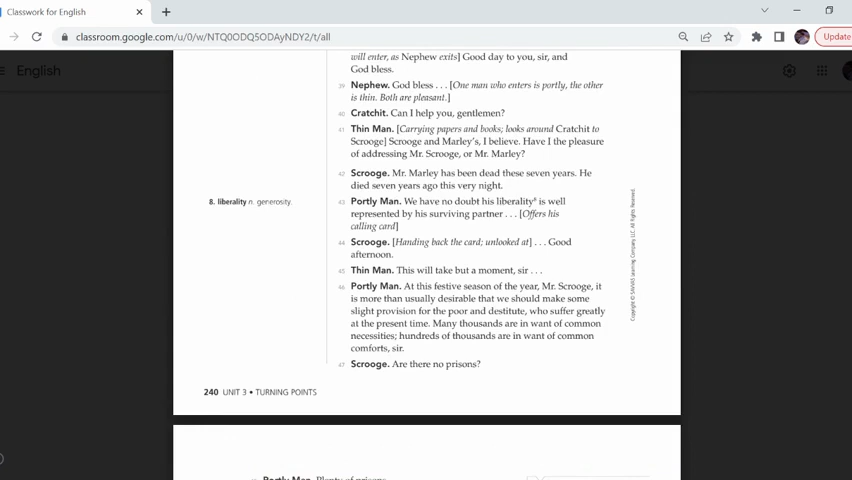 Classwork for English
classroom.google.com/u/0/w/NTQ0ODQ5ODAyNDY2/t/all
Update
English
will enter, as Nephew exits] Good day to you, sir, and
God bless.
39 Nephew. God bless . . . [One man who enters is portly, the other
is thin. Both are pleasant.]
40 Cratchit. Can I help you, gentlemen?
41 Thin Man. [Carrying papers and books; looks around Cratchit to
Scrooge] Scrooge and Marley's, I believe. Have I the pleasure
of addressing Mr. Scrooge, or Mr. Marley?
42 Scrooge. Mr. Marley has been dead these seven years. He
died seven years ago this very night.
8. liberality n. generosity.
43 Portly Man. We have no doubt his liberality8 is well
represented by his surviving partner . . . [Offers his
calling card]
44 Scrooge. [Handing back the card; unlooked at] . . . Good
afternoon.
45 Thin Man. This will take but a moment, sir . . .
46 Portly Man. At this festive season of the year, Mr. Scrooge, it
is more than usually desirable that we should make some
slight provision for the poor and destitute, who suffer greatly
at the present time. Many thousands are in want of common
necessities; hundreds of thousands are in want of common
comforts, sir.
47 Scrooge. Are there no prisons?
Copyright © SAVVAS Learning Company LLC. All Rights Reserved.
240 UNIT 3 • TURNING POINTS
Portly Man. Plenty of prisons